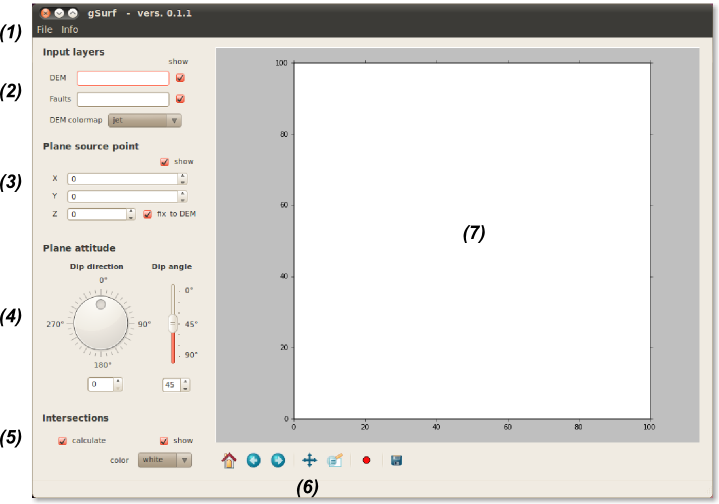 gSurf - vers. 0.1.1
(1)
File Info
Input layers
show
(2)
DEM
Faults
DEM colormap jet
Plane source point
show
(3)
X 0
Y 0
Z 0 fix to DEM
Plane attitude
Dip direction Dip angle
0°
270° 90°
180°
0
0°
45°
90°
45
(4)
Intersections
(5)
calculate show
color white
100
80
60
40
20
0
0 20 40 60 80 100
(7)
(6)